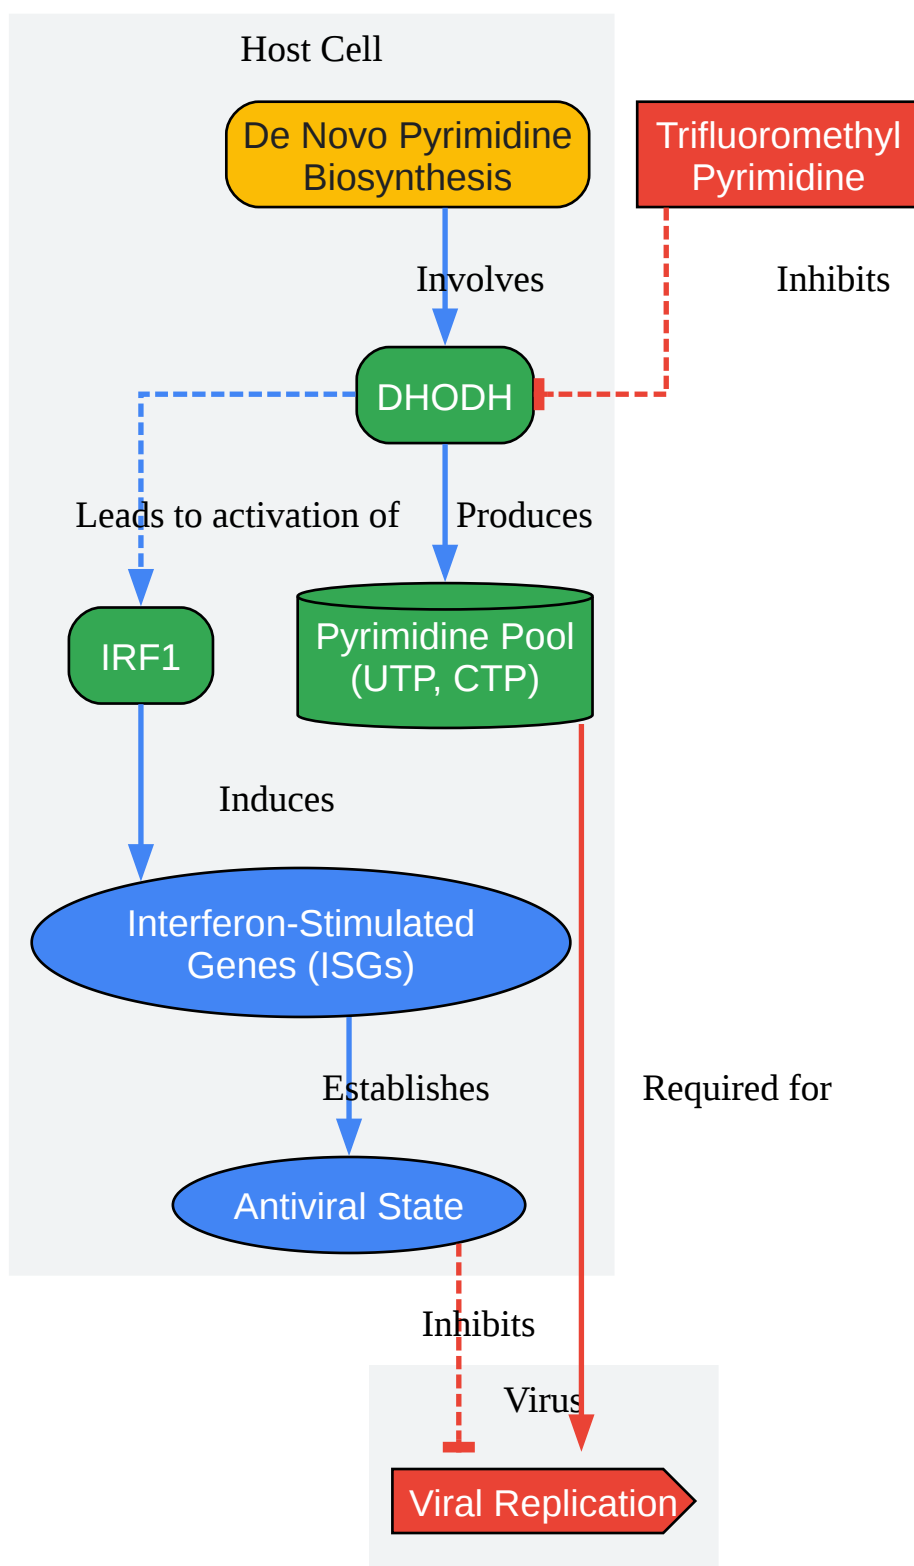 Host Cell
De Novo Pyrimidine
Biosynthesis
Trifluoromethyl
Pyrimidine
Involves
Inhibits
DHODH
Leads to activation of
Produces
IRF1
Pyrimidine Pool
(UTP, CTP)
Induces
Interferon-Stimulated
Genes (ISGs)
Establishes
Required for
Antiviral State
Inhibits
Virus
Viral Replication